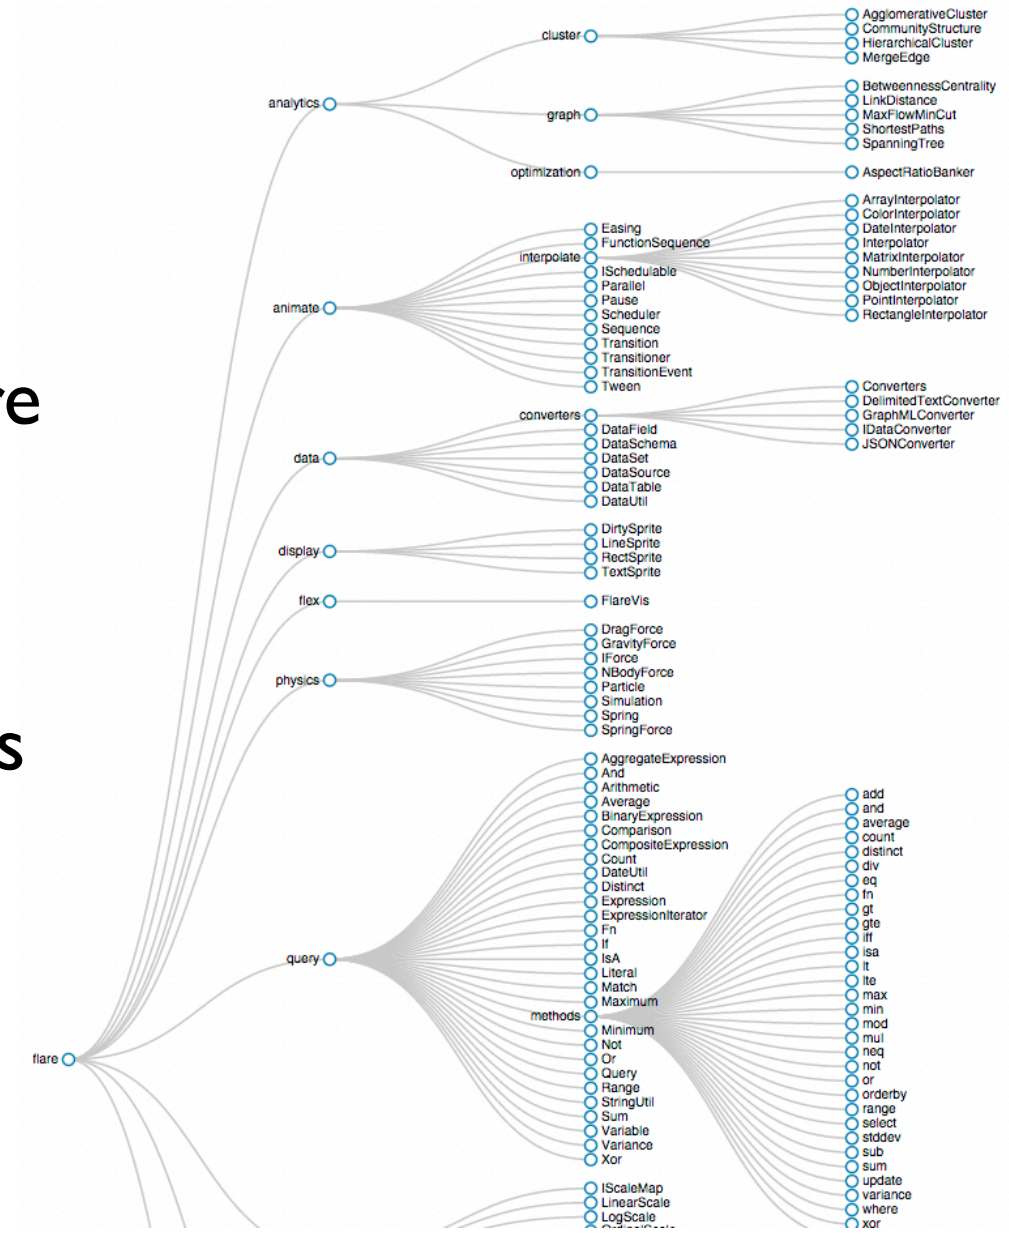 AgglomerativeCluster
cluster
CommunityStructure
HierarchicalCluster
MergeEdge
BetweennessCentrality
analytics
LinkDistance
graph
MaxFlowMinCut
ShortestPaths
SpanningTree
optimization
AspectRatioBanker
ArrayInterpolator
ColorInterpolator
Easing
DateInterpolator
FunctionSequence
Interpolator
interpolate
MatrixInterpolator
ISchedulable
NumberInterpolator
Parallel
ObjectInterpolator
Pause
PointInterpolator
animate
Scheduler
RectangleInterpolator
Sequence
Transition
Transitioner
TransitionEvent
Tween
Converters
re
DelimitedTextConverter
converters
GraphMLConverter
DataField
IDataConverter
DataSchema
JSONConverter
data
DataSet
DataSource
DataTable
DataUtil
DirtySprite
LineSprite
display
RectSprite
TextSprite
flex
FlareVis
DragForce
GravityForce
IForce
NBodyForce
physics
Particle
Simulation
Spring
SpringForce
s
AggregateExpression
And
Arithmetic
add
Average
and
BinaryExpression
average
Comparison
count
CompositeExpression
distinct
Count
div
DateUtil
eq
Distinct
fn
Expression
gt
ExpressionIterator
gte
Fn
iff
If
isa
query
IsA
lt
Literal
lte
Match
max
Maximum
min
methods
mod
Minimum
mul
Not
neq
flare
Or
not
Query
or
Range
orderby
StringUtil
range
Sum
select
Variable
stddev
Variance
sub
Xor
sum
update
IScaleMap
variance
LinearScale
where
LogScale
xor